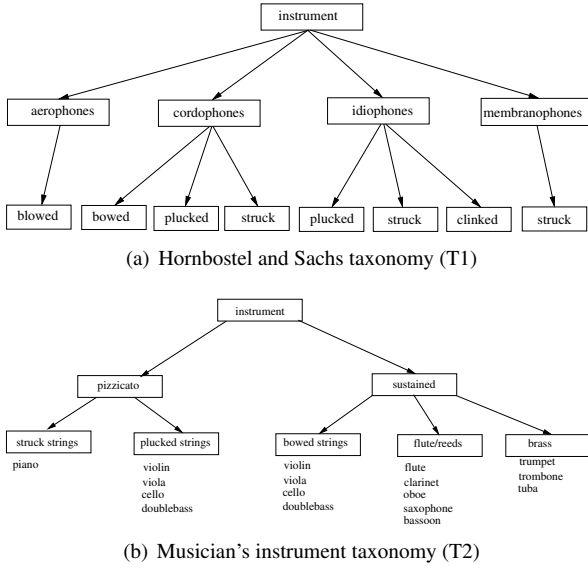 instrument
aerophones cordophones idiophones membranophones
blowed bowed plucked struck plucked struck clinked struck
(a) Hornbostel and Sachs taxonomy (T1)
instrument
pizzicato sustained
struck strings plucked strings bowed strings flute/reeds brass
piano violin violin flute trumpet
viola viola clarinet trombone
cello cello oboe tuba
doublebass doublebass saxophone
bassoon
(b) Musician's instrument taxonomy (T2)